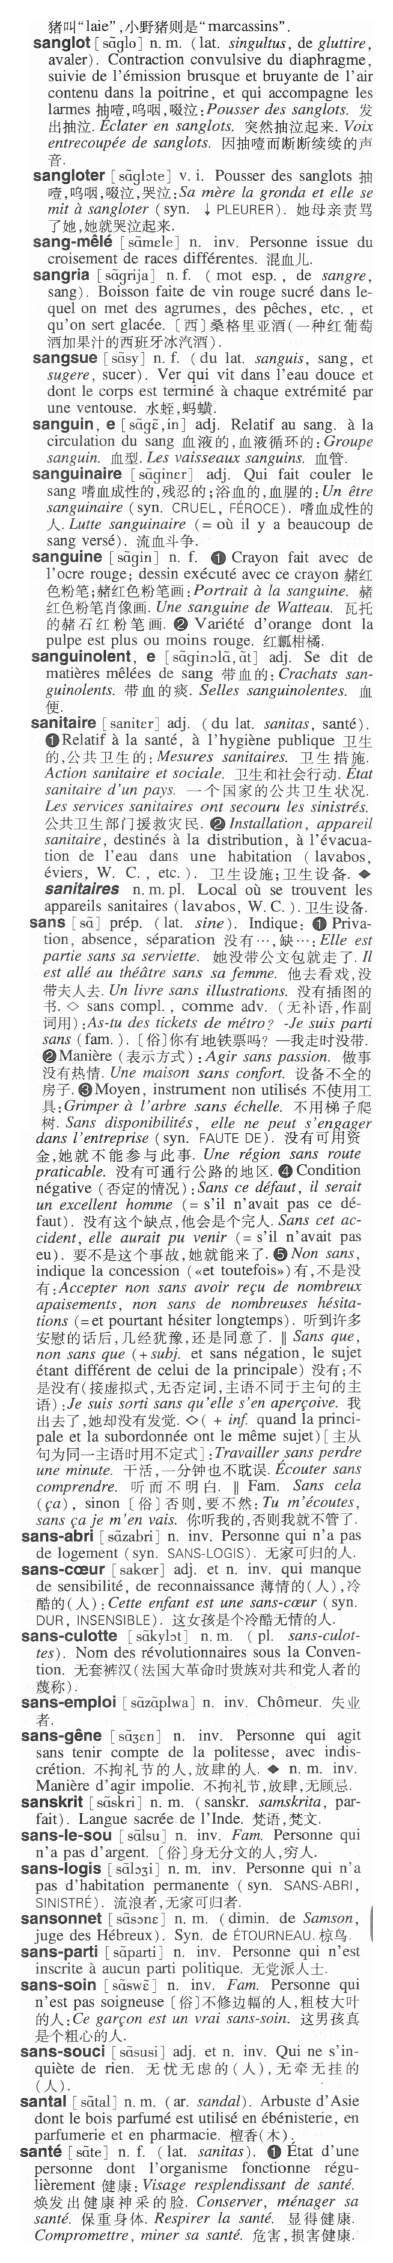 猪叫“laie”,小野猪则是“marcassins”.
sanglot [sãglo] n. m. (lat. singultus, de gluttire,
avaler). Contraction convulsive du diaphragme,
suivie de l'émission brusque et bruyante de l'air
contenu dans la poitrine, et qui accompagne les
larmes 抽噎,呜咽,啜泣:Pousser des sanglots. 发
出抽泣. Éclater en sanglots. 突然抽泣起来. Voix
entrecoupée de sanglots. 因抽噎而断断续续的声
音.
sangloter [sãglɔte] v. i. Pousser des sanglots 抽
噎,呜咽,啜泣,哭泣:Sa mère la gronda et elle se
mit à sangloter (syn. ↓ PLEURER). 她母亲责骂
了她,她就哭泣起来.
sang-mêlé [sãmɛle] n. inv. Personne issue du
croisement de races différentes. 混血儿.
sangria [sãgrija] n. f. (mot esp., de sangre,
sang). Boisson faite de vin rouge sucré dans le-
quel on met des agrumes, des pêches, etc., et
qu'on sert glacée. 〔西〕桑格里亚酒(一种红葡萄
酒加果汁的西班牙冰汽酒).
sangsue [sãsy] n. f. (du lat. sanguis, sang, et
sugere, sucer). Ver qui vit dans l'eau douce et
dont le corps est terminé à chaque extrémité par
une ventouse. 水蛭,蚂蟥.
sanguin, e [sãgɛ̃,in] adj. Relatif au sang. à la
circulation du sang 血液的,血液循环的:Groupe
sanguin. 血型. Les vaisseaux sanguins. 血管.
sanguinaire [sãginɛr] adj. Qui fait couler le
sang 嗜血成性的,残忍的;浴血的,血腥的:Un être
sanguinaire (syn. CRUEL, FÉROCE). 嗜血成性的
人. Lutte sanguinaire (= où il y a beaucoup de
sang versé). 流血斗争.
sanguine [sãgin] n. f. ❶ Crayon fait avec de
l'ocre rouge; dessin exécuté avec ce crayon 赭红
色粉笔;赭红色粉笔画:Portrait à la sanguine. 赭
红色粉笔肖像画. Une sanguine de Watteau. 瓦托
的赭石红粉笔画. ❷ Variété d'orange dont la
pulpe est plus ou moins rouge. 红瓤柑橘.
sanguinolent, e [sãginɔlã,ãt] adj. Se dit de
matières mêlées de sang 带血的:Crachats san-
guinolents. 带血的痰. Selles sanguinolentes. 血
便.
sanitaire [sanitɛr] adj. (du lat. sanitas, santé).
❶Relatif à la santé, à l'hygiène publique 卫生
的,公共卫生的:Mesures sanitaires. 卫生措施.
Action sanitaire et sociale. 卫生和社会行动. État
sanitaire d'un pays. 一个国家的公共卫生状况.
Les services sanitaires ont secouru les sinistrés.
公共卫生部门援救灾民. ❷ Installation, appareil
sanitaire, destinés à la distribution, à l'évacua-
tion de l'eau dans une habitation (lavabos,
éviers, W. C., etc.). 卫生设施;卫生设备. ◆
sanitaires n. m. pl. Local où se trouvent les
appareils sanitaires (lavabos, W. C.). 卫生设备.
sans [sã] prép. (lat. sine). Indique: ❶ Priva-
tion, absence, séparation 没有…,缺…: Elle est
partie sans sa serviette. 她没带公文包就走了. Il
est allé au théâtre sans sa femme. 他去看戏,没
带夫人去. Un livre sans illustrations. 没有插图的
书. ◇ sans compl., comme adv. (无补语,作副
词用):As-tu des tickets de métro? -Je suis parti
sans (fam.). 〔俗〕你有地铁票吗? —我走时没带.
❷Manière (表示方式):Agir sans passion. 做事
没有热情. Une maison sans confort. 设备不全的
房子. ❸Moyen, instrument non utilisés 不使用工
具:Grimper à l'arbre sans échelle. 不用梯子爬
树. Sans disponibilités, elle ne peut s'engager
dans l'entreprise (syn. FAUTE DE). 没有可用资
金,她就不能参与此事. Une région sans route
praticable. 没有可通行公路的地区. ❹ Condition
négative (否定的情况):Sans ce défaut, il serait
un excellent homme (= s'il n'avait pas ce dé-
faut). 没有这个缺点,他会是个完人. Sans cet ac-
cident, elle aurait pu venir (= s'il n'avait pas
eu). 要不是这个事故,她就能来了. ❺ Non sans,
indique la concession («et toutefois») 有,不是没
有:Accepter non sans avoir reçu de nombreux
apaisements, non sans de nombreuses hésita-
tions (=et pourtant hésiter longtemps). 听到许多
安慰的话后,几经犹豫,还是同意了. ‖ Sans que,
non sans que (+subj. et sans négation, le sujet
étant différent de celui de la principale) 没有;不
是没有(接虚拟式,无否定词,主语不同于主句的主
语):Je suis sorti sans qu'elle s'en aperçoive. 我
出去了,她却没有发觉. ◇( + inf. quand la princi-
pale et la subordonnée ont le même sujet) [主从
句为同一主语时用不定式]:Travailler sans perdre
une minute. 干活,一分钟也不耽误. Écouter sans
comprendre. 听而不明白. ‖ Fam. Sans cela
(ça), sinon 〔俗〕否则,要不然: Tu m'écoutes,
sans ça je m'en vais. 你听我的,否则我就不管了.
sans-abri [sãzabri] n. inv. Personne qui n'a pas
de logement (syn. SANS-LOGIS). 无家可归的人.
sans-cœur [sakœr] adj. et n. inv. qui manque
de sensibilité, de reconnaissance 薄情的(人),冷
酷的(人):Cette enfant est une sans-cœur (syn.
DUR, INSENSIBLE). 这女孩是个冷酷无情的人.
sans-culotte [sãkylɔt] n. m. (pl. sans-culot-
tes). Nom des révolutionnaires sous la Conven-
tion. 无套裤汉(法国大革命时贵族对共和党人者的
蔑称).
sans-emploi [sãzãplwa] n. inv. Chômeur. 失业
者.
sans-gêne [sãʒɛn] n. inv. Personne qui agit
sans tenir compte de la politesse, avec indis-
crétion. 不拘礼节的人,放肆的人. ◆ n. m. inv.
Manière d'agir impolie. 不拘礼节,放肆,无顾忌.
sanskrit [sãskri] n. m. (sanskr. samskrita, par-
fait). Langue sacrée de l'Inde. 梵语,梵文.
sans-le-sou [sãlsu] n. inv. Fam. Personne qui
n'a pas d'argent. 〔俗〕身无分文的人,穷人.
sans-logis [sãlɔʒi] n. m. inv. Personne qui n'a
pas d'habitation permanente (syn. SANS-ABRI,
SINISTRÉ). 流浪者,无家可归者.
sansonnet [sãsɔnɛ] n. m. (dimin. de Samson,
juge des Hébreux). Syn. de ÉTOURNEAU. 椋鸟.
sans-parti [sãparti] n. inv. Personne qui n'est
inscrite à aucun parti politique. 无党派人士.
sans-soin [sãswɛ̃] n. inv. Fam. Personne qui
n'est pas soigneuse 〔俗〕不修边幅的人,粗枝大叶
的人:Ce garçon est un vrai sans-soin. 这男孩真
是个粗心的人.
sans-souci [sãsusi] adj. et n. inv. Qui ne s'in-
quiète de rien. 无忧无虑的(人),无牵无挂的
(人).
santal [sãtal] n. m. (ar. sandal). Arbuste d'Asie
dont le bois parfumé est utilisé en ébénisterie, en
parfumerie et en pharmacie. 檀香(木).
santé [sãte] n. f. (lat. sanitas). ❶ État d'une
personne dont l'organisme fonctionne régu-
lièrement 健康: Visage resplendissant de santé.
焕发出健康神采的脸. Conserver, ménager sa
santé. 保重身体. Respirer la santé. 显得健康.
Compromettre, miner sa santé. 危害,损害健康.